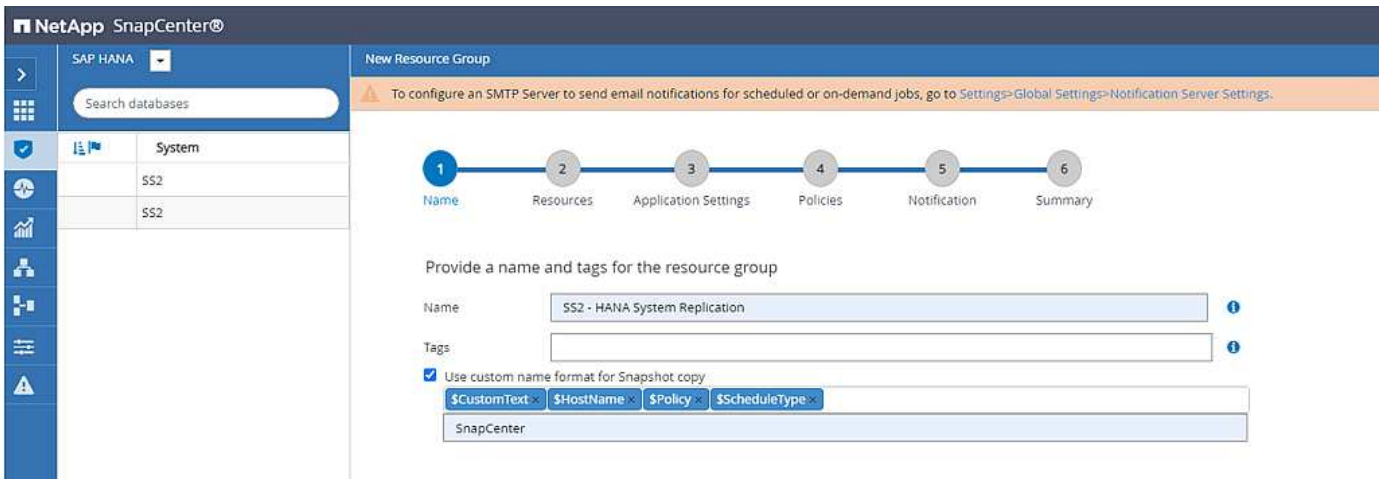 NetApp SnapCenter®
SAP HANA
Search databases
System
SS2
SS2
New Resource Group
To configure an SMTP Server to send email notifications for scheduled or on-demand jobs, go to Settings>Global Settings>Notification Server Settings.
1 2 3 4 5 6
Name Resources Application Settings Policies Notification Summary
Provide a name and tags for the resource group
Name SS2 - HANA System Replication
Tags
Use custom name format for Snapshot copy
$CustomText × $HostName × $Policy × $ScheduleType ×
SnapCenter